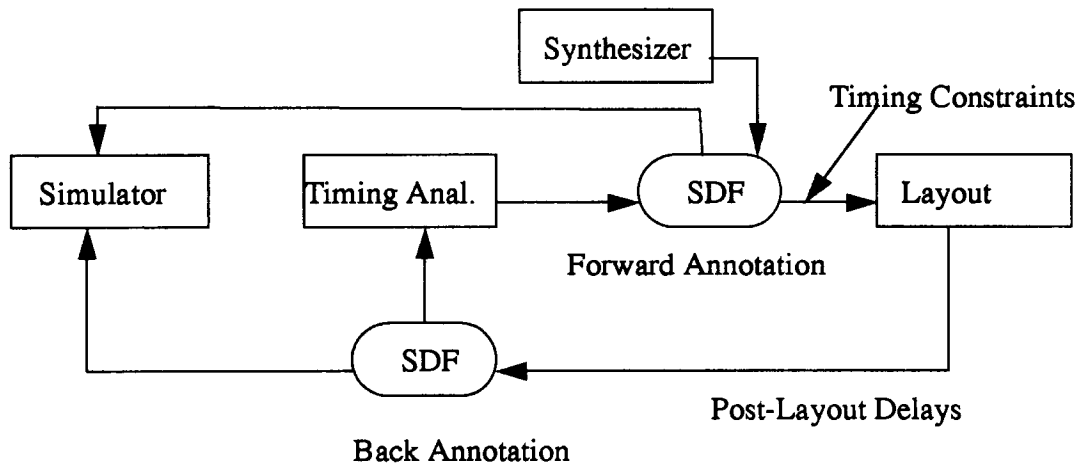 Synthesizer
Timing Constraints
Simulator
Timing Anal.
SDF
Layout
Forward Annotation
SDF
Post-Layout Delays
Back Annotation